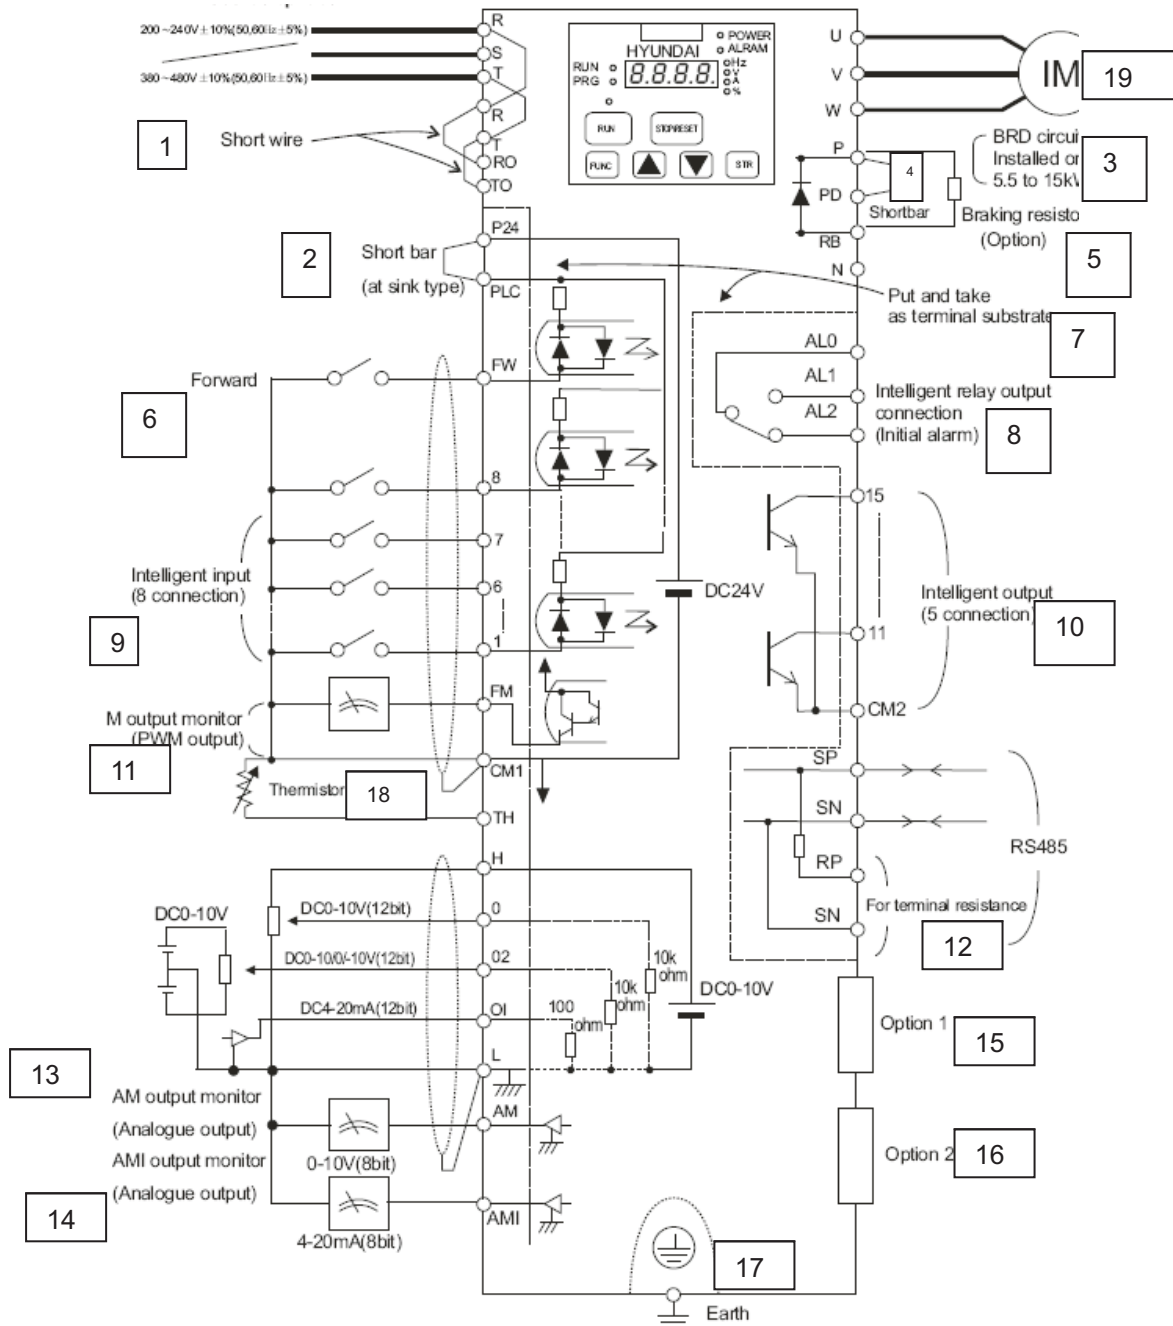 200~240V±10%(50,60Hz±5%)
380~480V±10%(50,60Hz±5%)
R
S
T
R
T
RO
TO
1
Short wire
HYUNDAI
POWER
ALRAM
RUN
PRG
8.8.8.8.
Hz
V
A
%
RUN
STOP/RESET
FUNC
STR
U
V
W
IM
19
P
PD
RB
N
4
Shortbar
BRD circui
Installed or
5.5 to 15kV
3
Braking resisto
(Option)
5
P24
PLC
2
Short bar
(at sink type)
Put and take
as terminal substrate
7
Forward
FW
6
AL0
AL1
AL2
Intelligent relay output
connection
(Initial alarm)
8
8
7
6
1
Intelligent input
(8 connection)
9
DC24V
15
11
CM2
Intelligent output
(5 connection)
10
FM
M output monitor
(PWM output)
11
CM1
Thermistor
18
TH
SP
SN
RP
SN
RS485
For terminal resistance
12
H
DC0-10V
DC0-10V(12bit)
0
DC0-10/0/-10V(12bit)
02
DC4-20mA(12bit)
OI
L
100
ohm
10k
ohm
10k
ohm
DC0-10V
13
AM output monitor
(Analogue output)
AM
0-10V(8bit)
AMI output monitor
(Analogue output)
14
AMI
4-20mA(8bit)
Option 1
15
Option 2
16
17
Earth